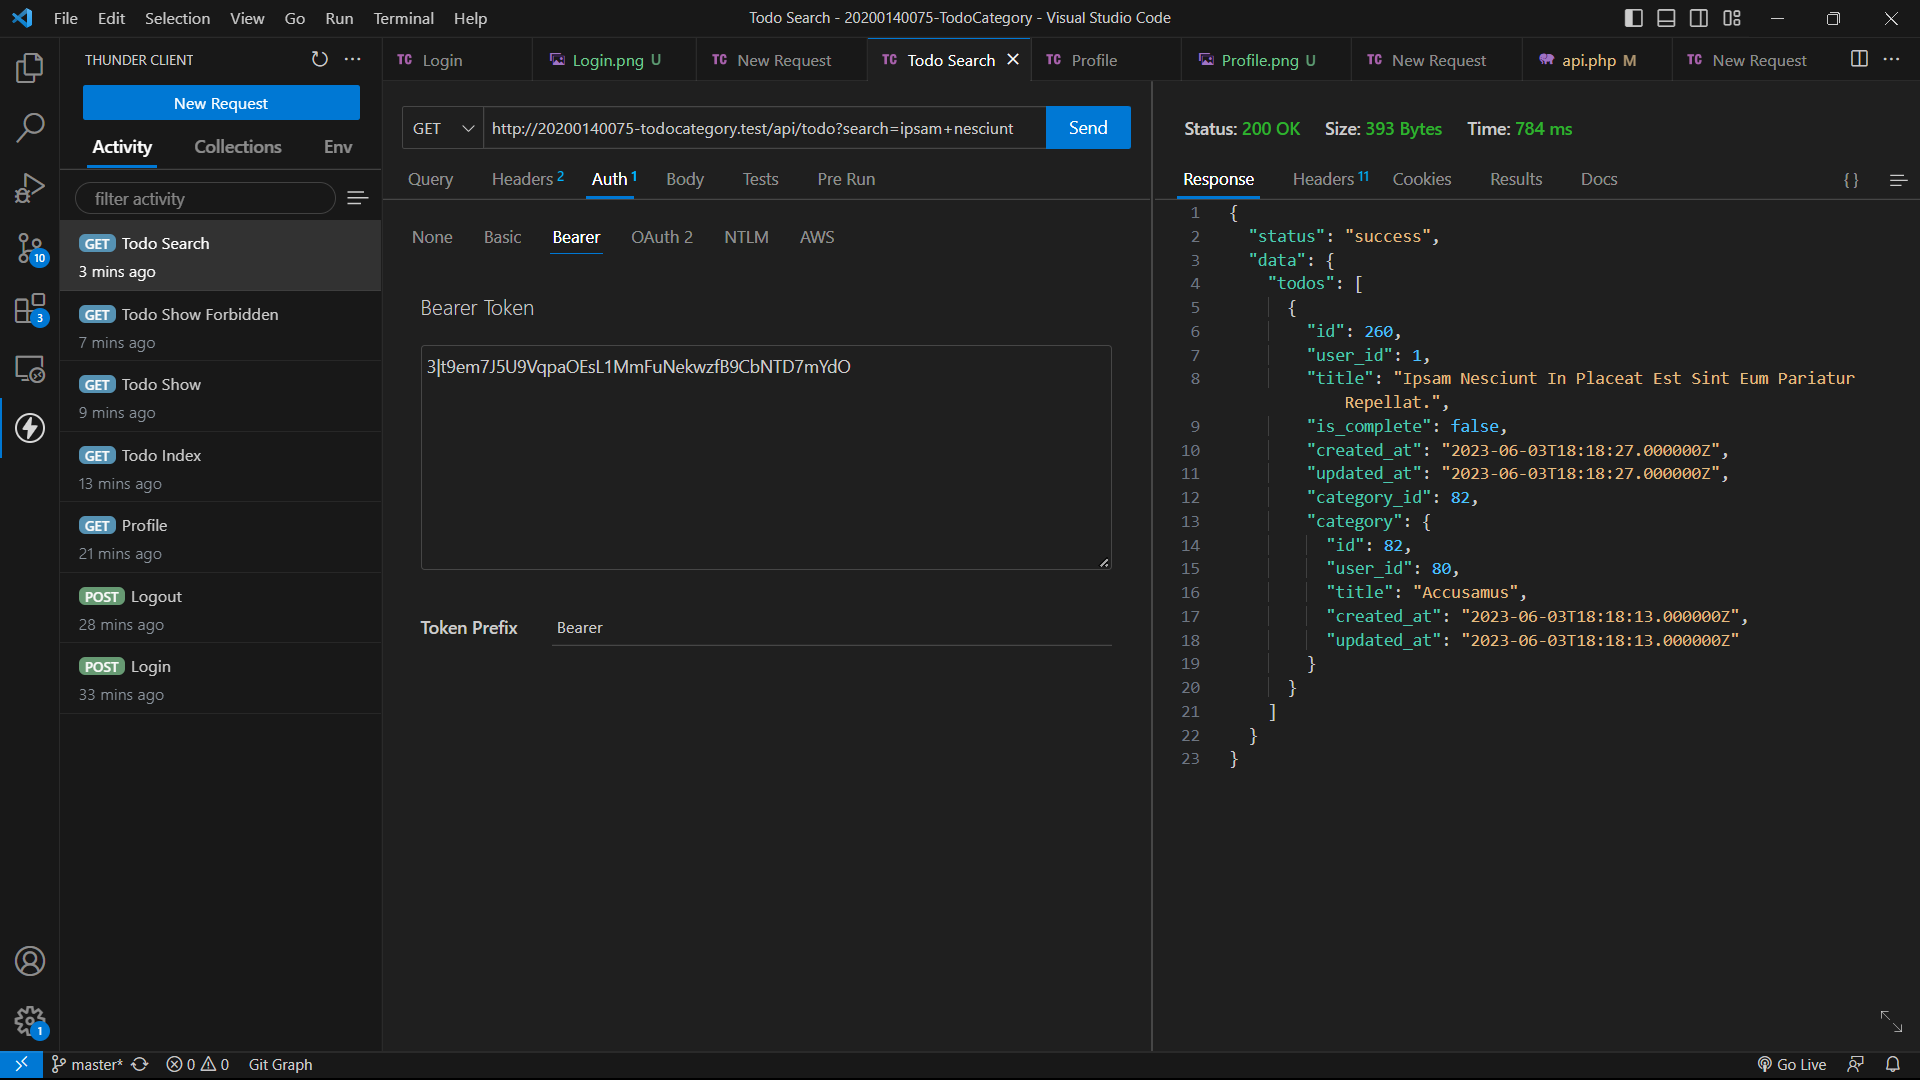 File Edit Selection View Go Run Terminal Help
Todo Search - 20200140075-TodoCategory - Visual Studio Code
THUNDER CLIENT
New Request
Activity Collections Env
filter activity
GET Todo Search
3 mins ago
GET Todo Show Forbidden
7 mins ago
GET Todo Show
9 mins ago
GET Todo Index
13 mins ago
GET Profile
21 mins ago
POST Logout
28 mins ago
POST Login
33 mins ago
10
3
1
TC Login
Login.png U
TC New Request
TC Todo Search
TC Profile
Profile.png U
TC New Request
api.php M
TC New Request
GET http://20200140075-todocategory.test/api/todo?search=ipsam+nesciunt Send
Query Headers 2 Auth 1 Body Tests Pre Run
None Basic Bearer OAuth 2 NTLM AWS
Bearer Token
3|t9em7J5U9VqpaOEsL1MmFuNekwzfB9CbNTD7mYdO
Token Prefix Bearer
Status: 200 OK Size: 393 Bytes Time: 784 ms
Response Headers 11 Cookies Results Docs { }
1 {
2 "status": "success",
3 "data": {
4 "todos": [
5 {
6 "id": 260,
7 "user_id": 1,
8 "title": "Ipsam Nesciunt In Placeat Est Sint Eum Pariatur
Repellat.",
9 "is_complete": false,
10 "created_at": "2023-06-03T18:18:27.000000Z",
11 "updated_at": "2023-06-03T18:18:27.000000Z",
12 "category_id": 82,
13 "category": {
14 "id": 82,
15 "user_id": 80,
16 "title": "Accusamus",
17 "created_at": "2023-06-03T18:18:13.000000Z",
18 "updated_at": "2023-06-03T18:18:13.000000Z"
19 }
20 }
21 ]
22 }
23 }
master* 0 0 Git Graph
Go Live